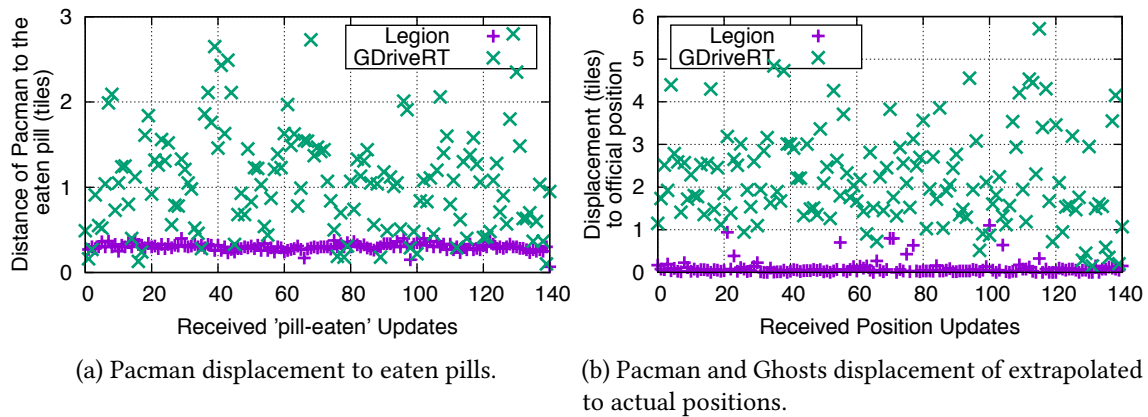 3
2
1
0
0 20 40 60 80 100 120 140
Distance of Pacman to the
eaten pill (tiles)
Received 'pill-eaten' Updates
Legion
GDriveRT
(a) Pacman displacement to eaten pills.
6
5
4
3
2
1
0
0 20 40 60 80 100 120 140
Displacement (tiles)
to official position
Received Position Updates
Legion
GDriveRT
(b) Pacman and Ghosts displacement of extrapolated
to actual positions.